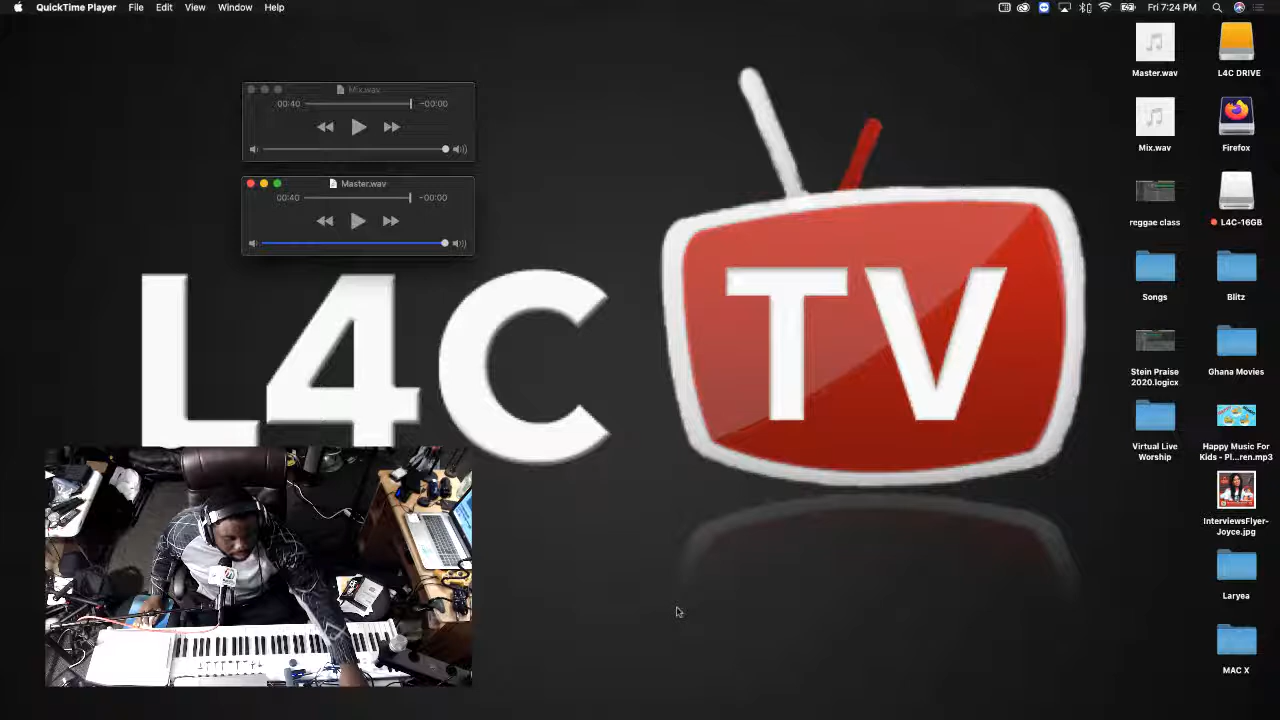 QuickTime Player File Edit View Window Help
Fri 7:24 PM
Mix.wav
00:40 -00:00
Master.wav
00:40 -00:00
L4C TV
Master.wav
L4C DRIVE
Mix.wav
Firefox
reggae class
L4C-16GB
Songs
Blitz
Stein Praise
2020.logicx
Ghana Movies
Virtual Live
Worship
Happy Music For
Kids - Pl...ren.mp3
InterviewsFlyer-
Joyce.jpg
Laryea
MAC X